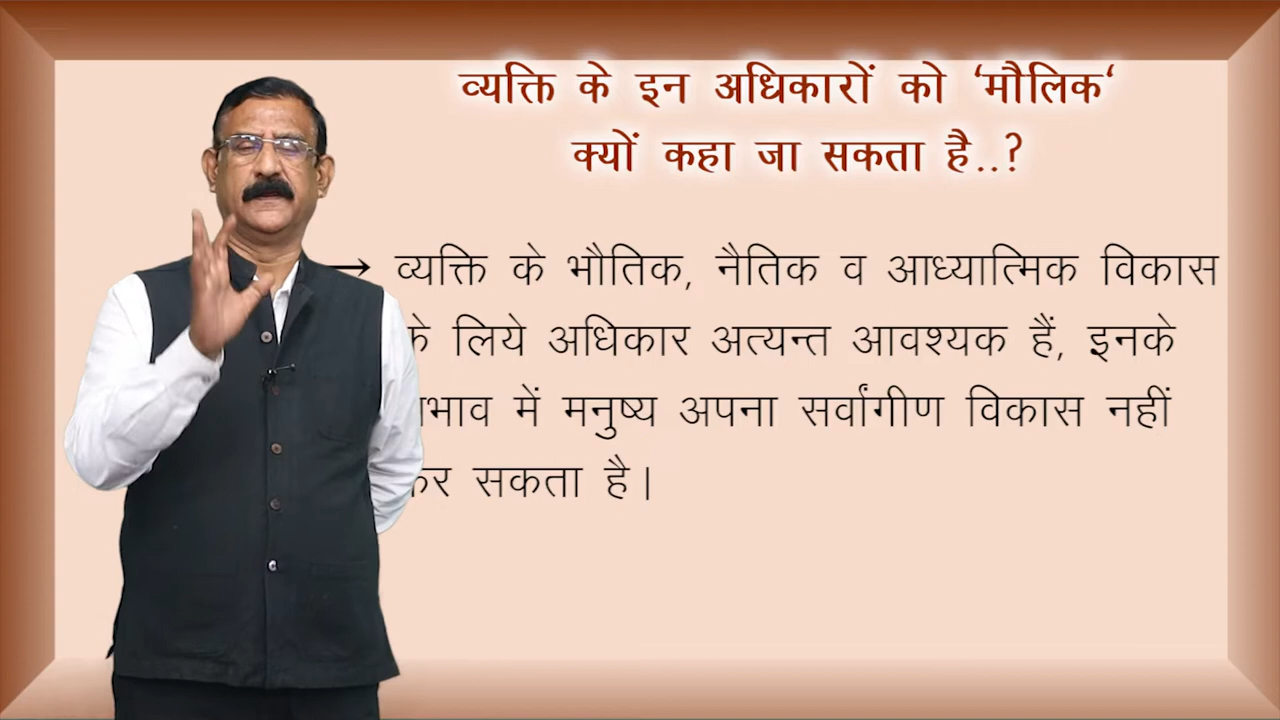 व्यक्ति के इन अधिकारों को ‘मौलिक‘
क्यों कहा जा सकता है..?
→ व्यक्ति के भौतिक, नैतिक व आध्यात्मिक विकास
लिये अधिकार अत्यन्त आवश्यक हैं, इनके
में मनुष्य अपना सर्वांगीण विकास नहीं
सकता है।